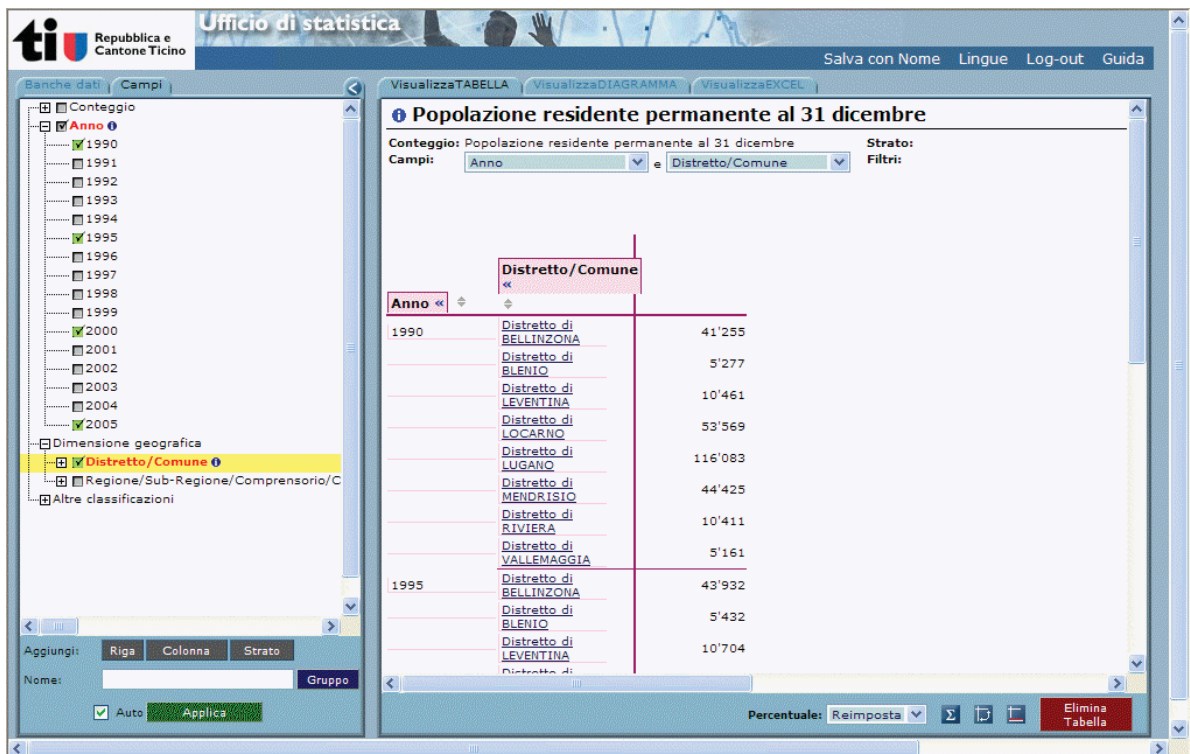 Ufficio di statistica
ti Repubblica e
Cantone Ticino
Salva con Nome Lingue Log-out Guida
Banche dati Campi
VisualizzaTABELLA VisualizzaDIAGRAMMA VisualizzaEXCEL
Conteggio
Anno
1990
1991
1992
1993
1994
1995
1996
1997
1998
1999
2000
2001
2002
2003
2004
2005
Dimensione geografica
Distretto/Comune
Regione/Sub-Regione/Comprensorio/C
Altre classificazioni
Aggiungi: Riga Colonna Strato
Nome: Gruppo
Auto Applica
Popolazione residente permanente al 31 dicembre
Conteggio: Popolazione residente permanente al 31 dicembre Strato:
Campi: Anno e Distretto/Comune Filtri:
Distretto/Comune
«
Anno «
1990 Distretto di BELLINZONA 41'255
Distretto di BLENIO 5'277
Distretto di LEVENTINA 10'461
Distretto di LOCARNO 53'569
Distretto di LUGANO 116'083
Distretto di MENDRISIO 44'425
Distretto di RIVIERA 10'411
Distretto di VALLEMAGGIA 5'161
1995 Distretto di BELLINZONA 43'932
Distretto di BLENIO 5'432
Distretto di LEVENTINA 10'704
Distretto di
Percentuale: Reimposta Σ Elimina
Tabella